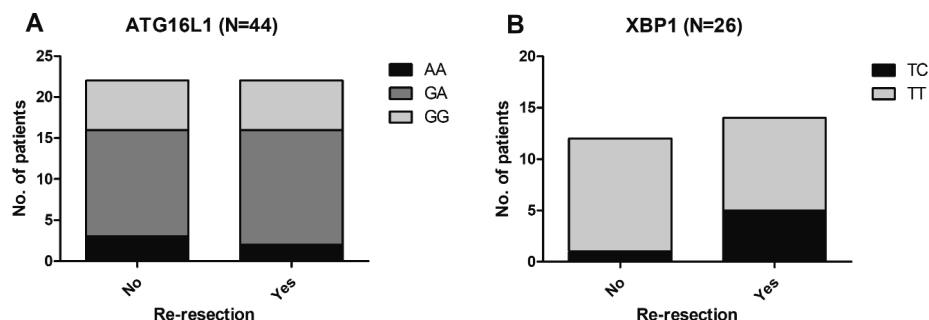 A
ATG16L1 (N=44)
25
20
15
10
5
0
No. of patients
No
Yes
Re-resection
AA
GA
GG
B
XBP1 (N=26)
20
15
10
5
0
No. of patients
No
Yes
Re-resection
TC
TT